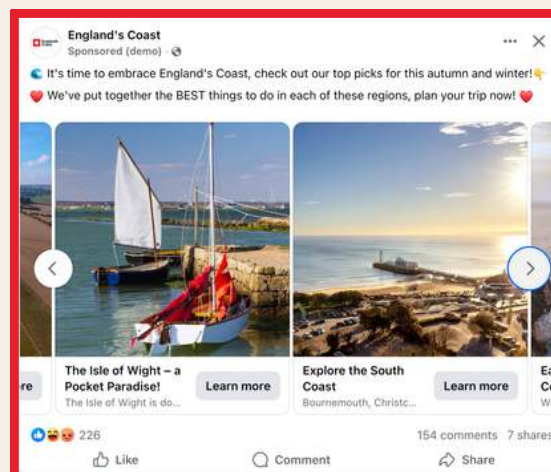 England's Coast
Sponsored (demo) ·
🌊 It's time to embrace England's Coast, check out our top picks for this autumn and winter!👇
❤️ We've put together the BEST things to do in each of these regions, plan your trip now! ❤️
re
The Isle of Wight – a
Pocket Paradise!
The Isle of Wight is do...
Learn more
Explore the South
Coast
Bournemouth, Christc...
Learn more
Ea
Co
W
226
154 comments 7 shares
Like
Comment
Share